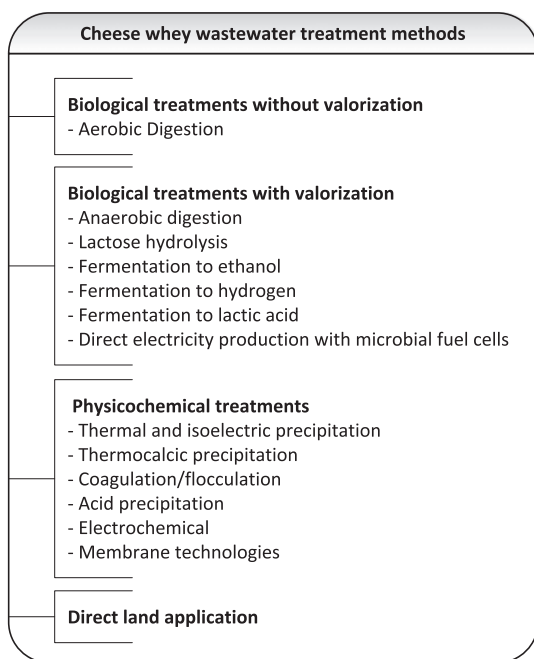 Cheese whey wastewater treatment methods
Biological treatments without valorization
- Aerobic Digestion
Biological treatments with valorization
- Anaerobic digestion
- Lactose hydrolysis
- Fermentation to ethanol
- Fermentation to hydrogen
- Fermentation to lactic acid
- Direct electricity production with microbial fuel cells
Physicochemical treatments
- Thermal and isoelectric precipitation
- Thermocalcic precipitation
- Coagulation/flocculation
- Acid precipitation
- Electrochemical
- Membrane technologies
Direct land application